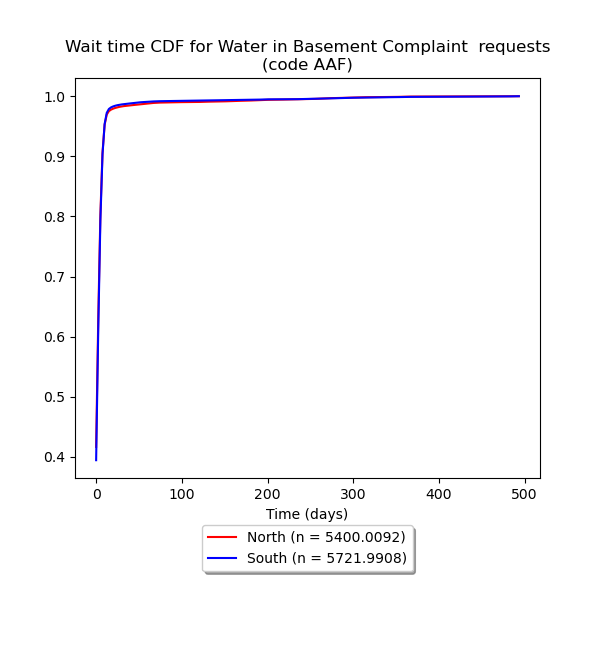 Wait time CDF for Water in Basement Complaint  requests
(code AAF)
1.0
0.9
0.8
0.7
0.6
0.5
0.4
0 100 200 300 400 500
Time (days)
North (n = 5400.0092)
South (n = 5721.9908)